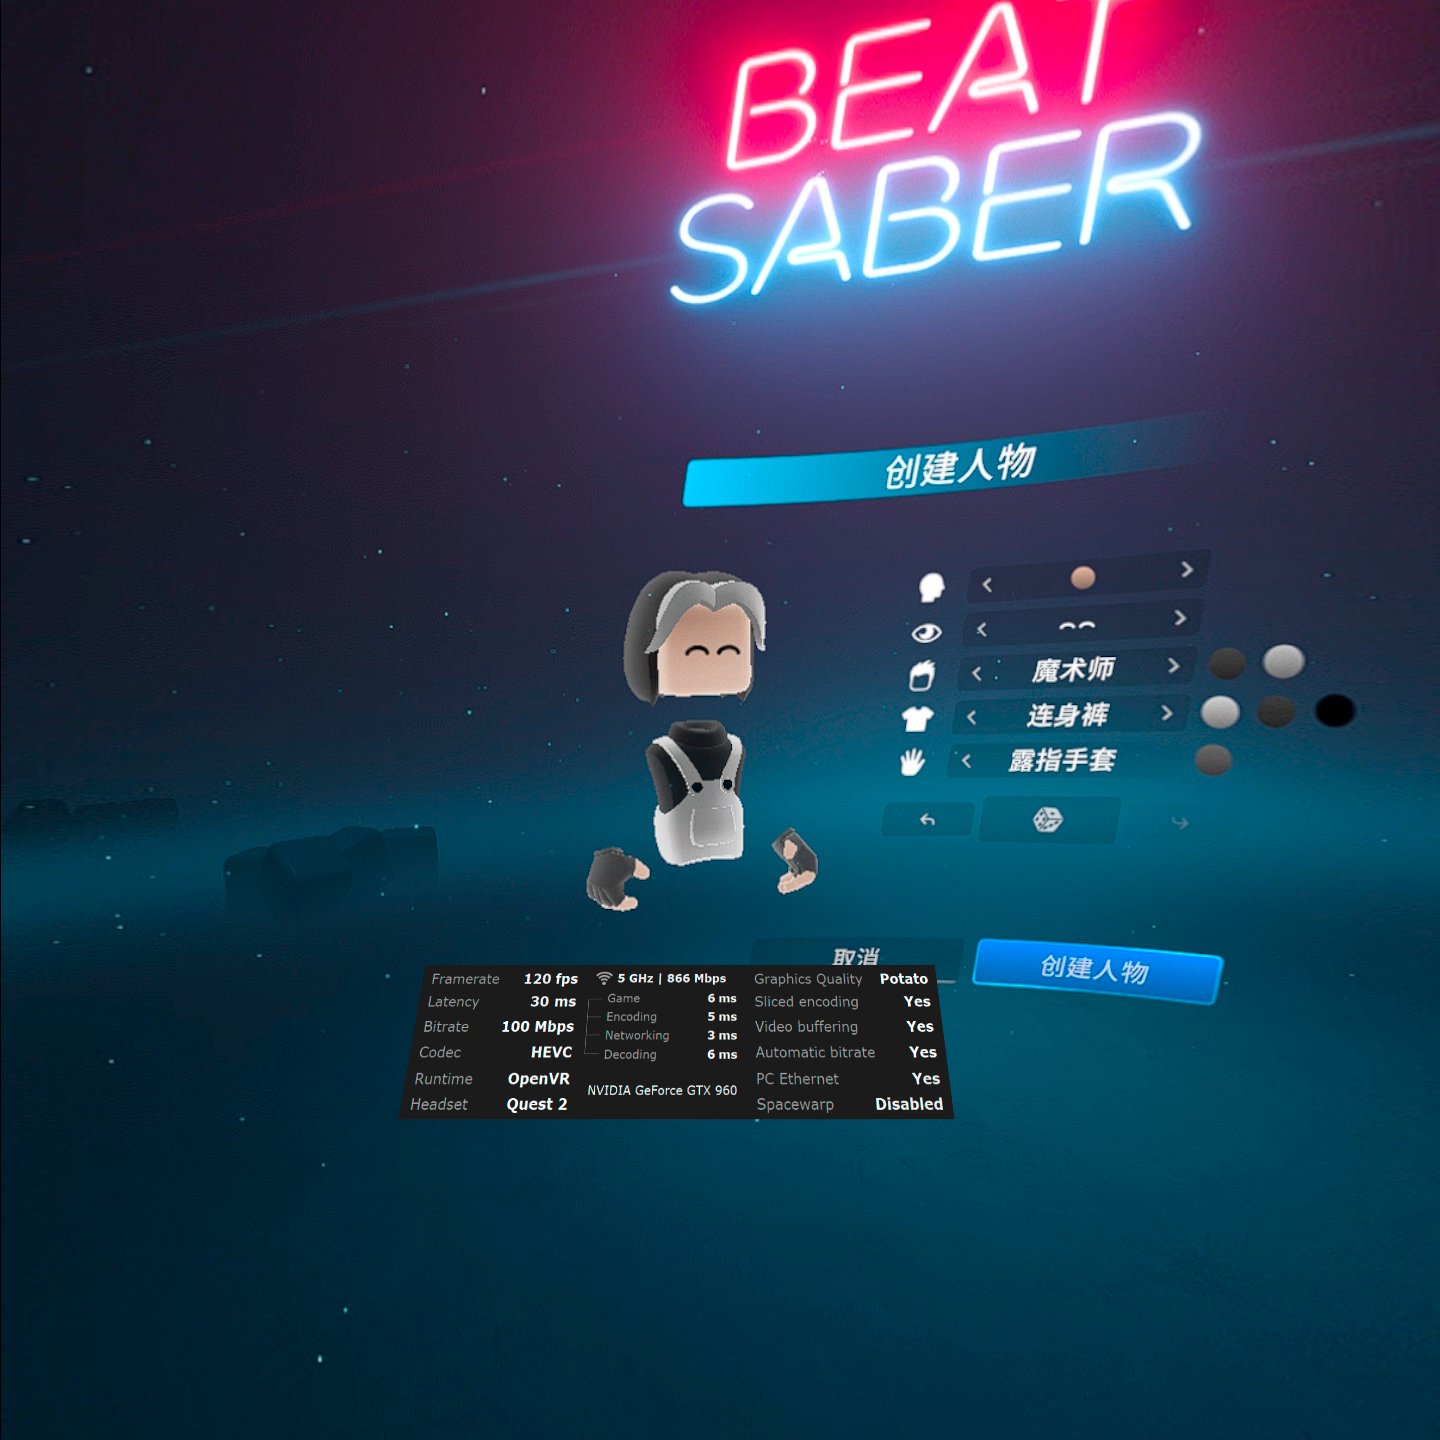 BEAT
SABER
创建人物
魔术师
连身裤
露指手套
取消
创建人物
Framerate 120 fps
Latency 30 ms
Bitrate 100 Mbps
Codec HEVC
Runtime OpenVR
Headset Quest 2
5 GHz | 866 Mbps
Game 6 ms
Encoding 5 ms
Networking 3 ms
Decoding 6 ms
NVIDIA GeForce GTX 960
Graphics Quality Potato
Sliced encoding Yes
Video buffering Yes
Automatic bitrate Yes
PC Ethernet Yes
Spacewarp Disabled